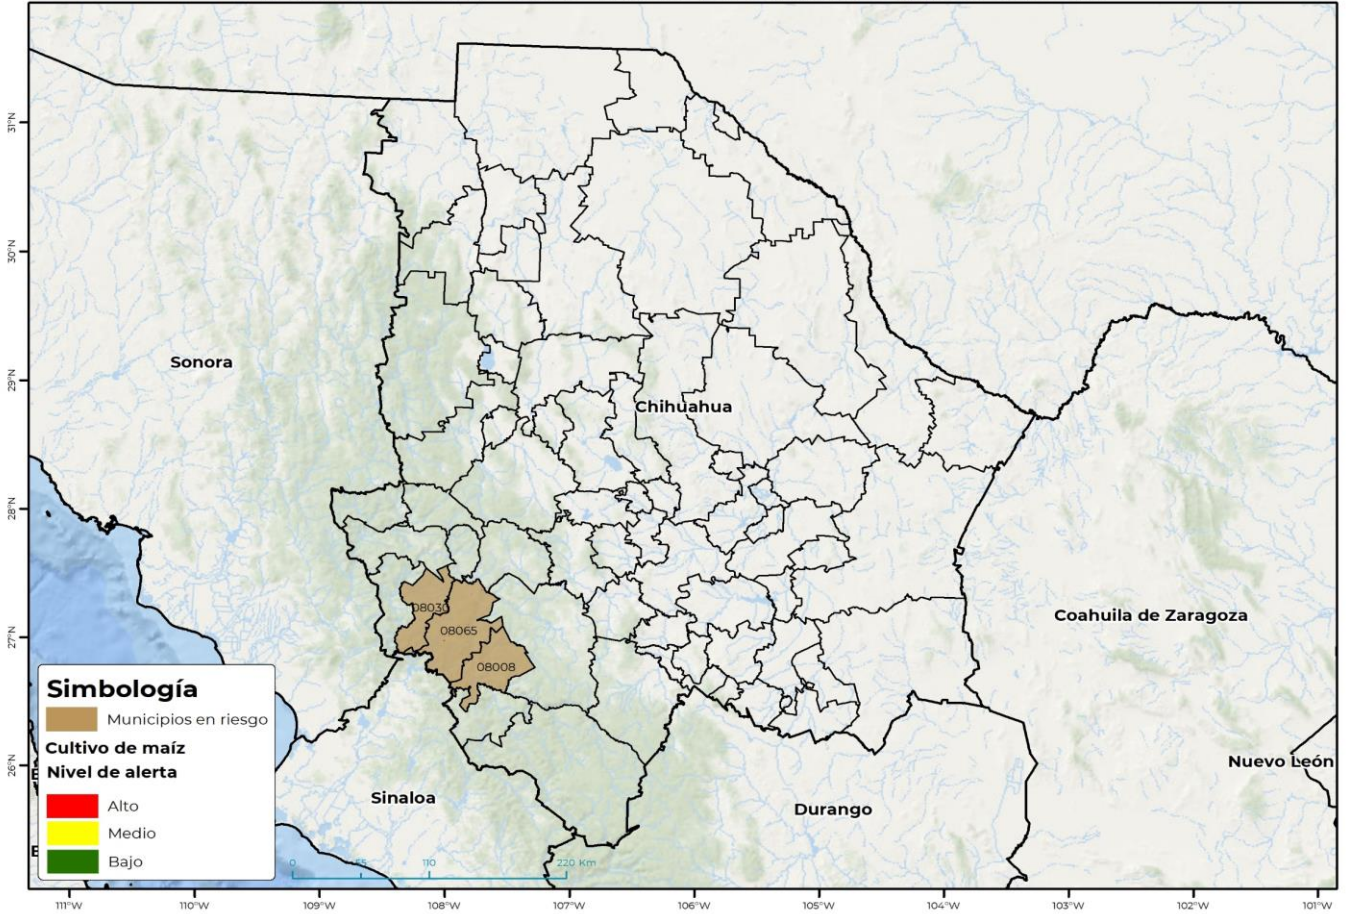 31°N
30°N
29°N
28°N
27°N
26°N
Sonora
Chihuahua
Coahuila de Zaragoza
Nuevo León
Sinaloa
Durango
08030
08065
08008
Simbología
Municipios en riesgo
Cultivo de maíz
Nivel de alerta
Alto
Medio
Bajo
0 55 110 220 Km
111°W 110°W 109°W 108°W 107°W 106°W 105°W 104°W 103°W 102°W 101°W